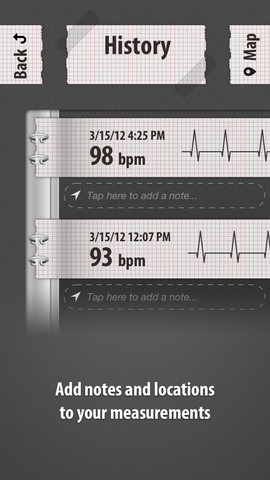 Back
History
Map
3/15/12 4:25 PM
98 bpm
Tap here to add a note...
3/15/12 12:07 PM
93 bpm
Tap here to add a note...
Add notes and locations
to your measurements